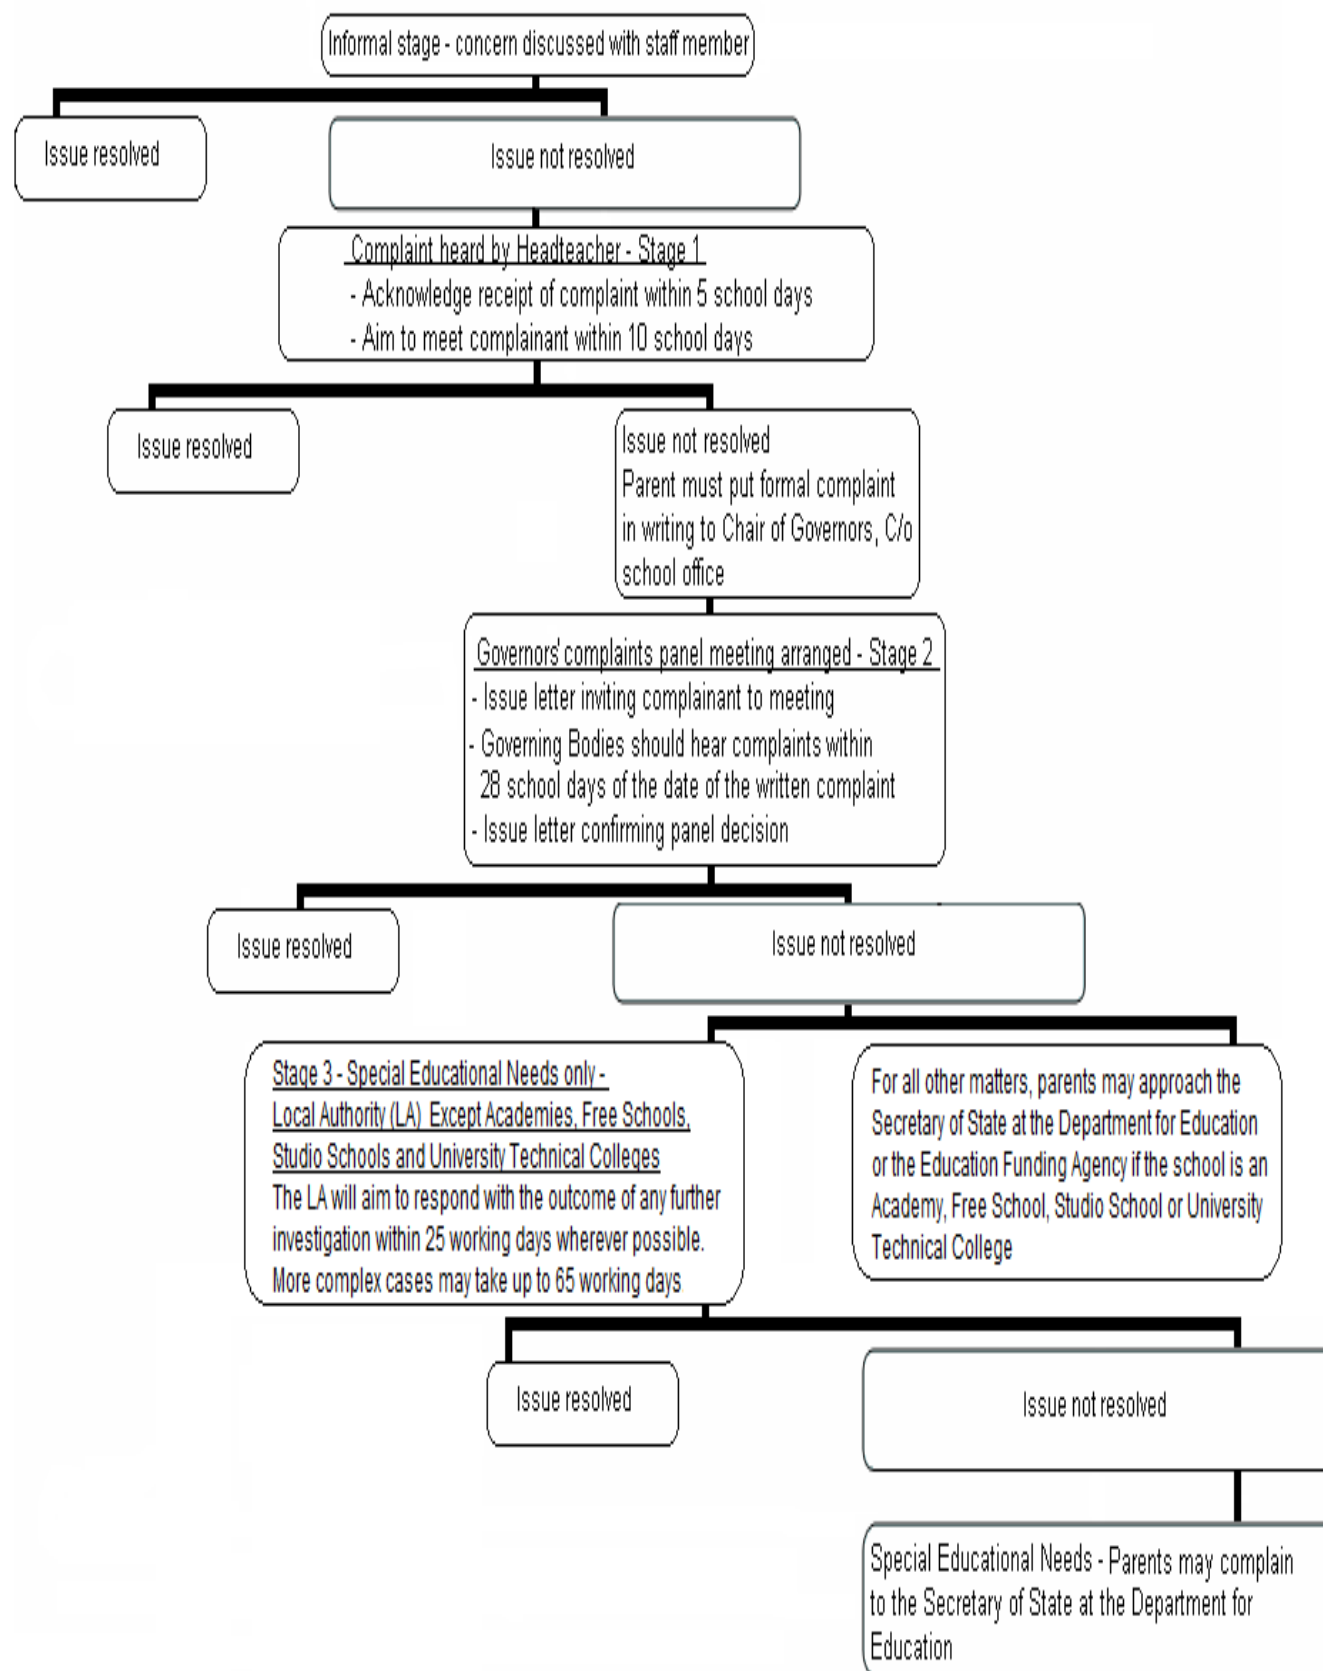 Informal stage - concern discussed with staff member
Issue resolved
Issue not resolved
Complaint heard by Headteacher - Stage 1
- Acknowledge receipt of complaint within 5 school days
- Aim to meet complainant within 10 school days
Issue resolved
Issue not resolved
Parent must put formal complaint
in writing to Chair of Governors, C/o
school office
Governors' complaints panel meeting arranged - Stage 2
- Issue letter inviting complainant to meeting
- Governing Bodies should hear complaints within
28 school days of the date of the written complaint
- Issue letter confirming panel decision
Issue resolved
Issue not resolved
Stage 3 - Special Educational Needs only -
Local Authority (LA) Except Academies, Free Schools,
Studio Schools and University Technical Colleges
The LA will aim to respond with the outcome of any further
investigation within 25 working days wherever possible.
More complex cases may take up to 65 working days
For all other matters, parents may approach the
Secretary of State at the Department for Education
or the Education Funding Agency if the school is an
Academy, Free School, Studio School or University
Technical College
Issue resolved
Issue not resolved
Special Educational Needs - Parents may complain
to the Secretary of State at the Department for
Education